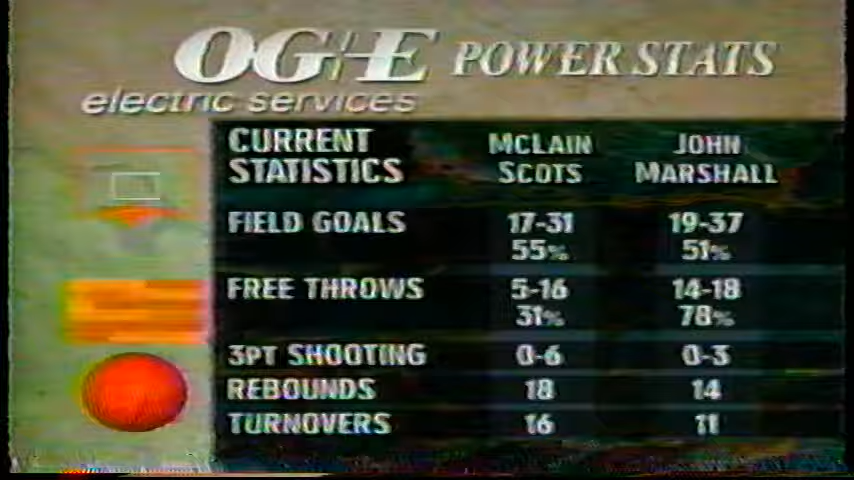 OG&E POWER STATS
electric services
CURRENT STATISTICS MCLAIN SCOTS JOHN MARSHALL
FIELD GOALS 17-31 19-37
55% 51%
FREE THROWS 5-16 14-18
31% 78%
3PT SHOOTING 0-6 0-3
REBOUNDS 18 14
TURNOVERS 16 11